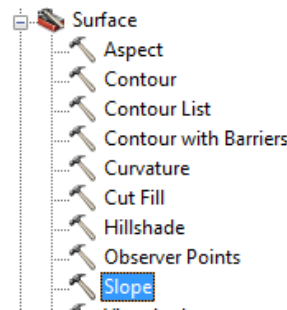 Surface
Aspect
Contour
Contour List
Contour with Barriers
Curvature
Cut Fill
Hillshade
Observer Points
Slope